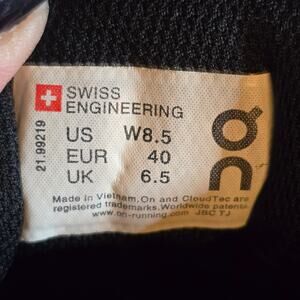 SWISS
ENGINEERING
US W8.5
EUR 40
UK 6.5
21.99219
Made in Vietnam. On and CloudTec are
registered trademarks. Worldwide patents.
www.on-running.com JBC TJ